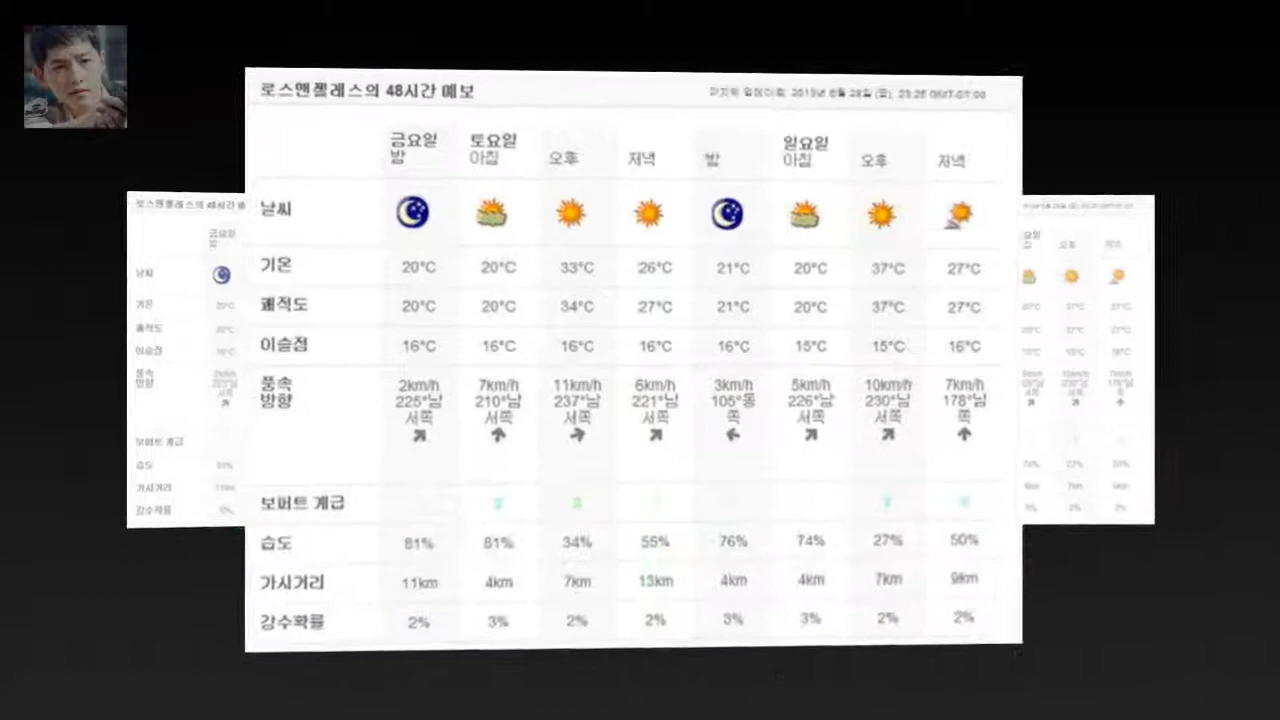 로스앤젤레스의 48시간 예보
금요일 토요일 일요일
밤 아침 오후 저녁 밤 아침 오후 저녁
날씨
기온 20°C 20°C 33°C 26°C 21°C 20°C 37°C 27°C
쾌적도 20°C 20°C 34°C 27°C 21°C 20°C 37°C 27°C
이슬점 16°C 16°C 16°C 16°C 16°C 15°C 15°C 16°C
풍속 2km/h 7km/h 11km/h 6km/h 3km/h 5km/h 10km/h 7km/h
방향 225°남 210°남 237°남 221°남 105°동 226°남 230°남 178°남
서쪽 서쪽 서쪽 서쪽 쪽 서쪽 서쪽 쪽
보퍼트 계급
습도 81% 81% 34% 55% 76% 74% 27% 50%
가시거리 11km 4km 7km 13km 4km 4km 7km 9km
강수확률 2% 3% 2% 2% 3% 3% 2% 2%